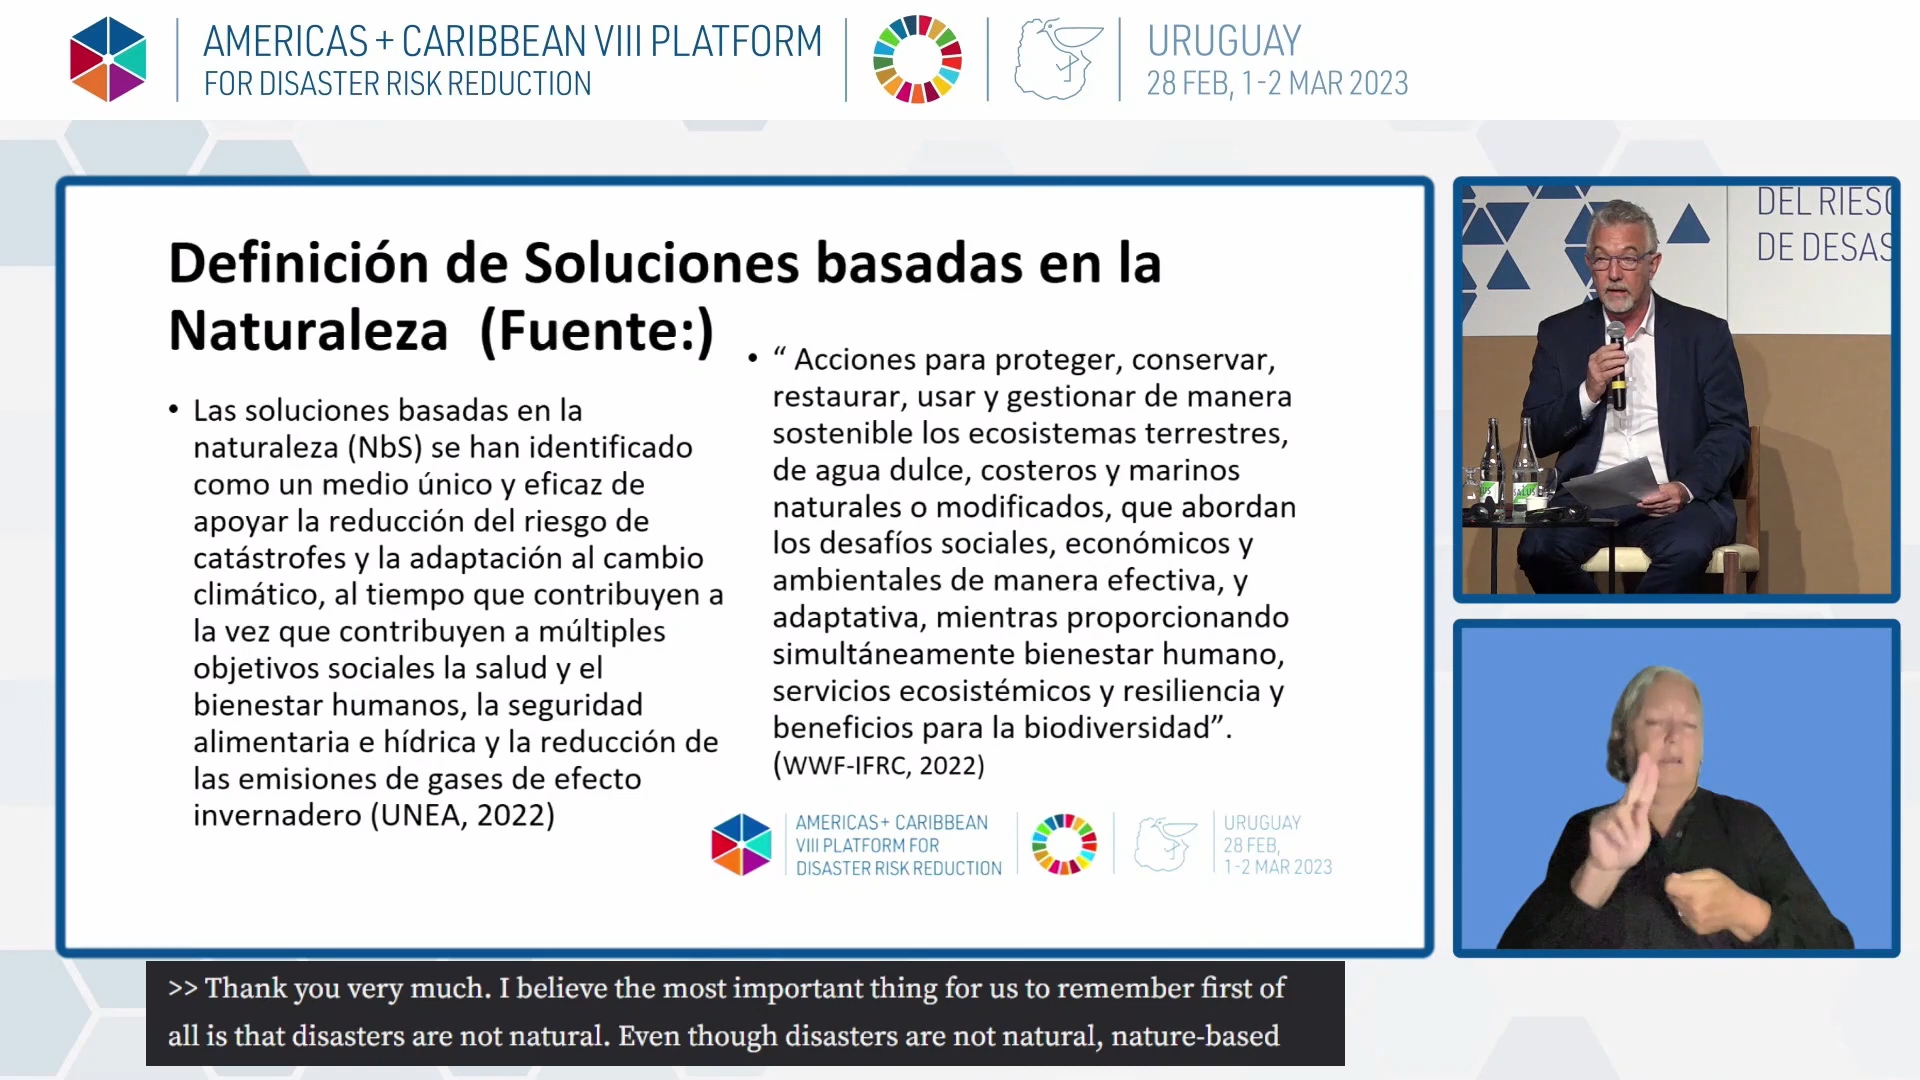 AMERICAS + CARIBBEAN VIII PLATFORM
FOR DISASTER RISK REDUCTION
URUGUAY
28 FEB, 1-2 MAR 2023
Definición de Soluciones basadas en la
Naturaleza (Fuente:)
• Las soluciones basadas en la
naturaleza (NbS) se han identificado
como un medio único y eficaz de
apoyar la reducción del riesgo de
catástrofes y la adaptación al cambio
climático, al tiempo que contribuyen a
la vez que contribuyen a múltiples
objetivos sociales la salud y el
bienestar humanos, la seguridad
alimentaria e hídrica y la reducción de
las emisiones de gases de efecto
invernadero (UNEA, 2022)
• “ Acciones para proteger, conservar,
restaurar, usar y gestionar de manera
sostenible los ecosistemas terrestres,
de agua dulce, costeros y marinos
naturales o modificados, que abordan
los desafíos sociales, económicos y
ambientales de manera efectiva, y
adaptativa, mientras proporcionando
simultáneamente bienestar humano,
servicios ecosistémicos y resiliencia y
beneficios para la biodiversidad”.
(WWF-IFRC, 2022)
AMERICAS+ CARIBBEAN
VIII PLATFORM FOR
DISASTER RISK REDUCTION
URUGUAY
28 FEB,
1-2 MAR 2023
DEL RIESG
DE DESAS
SALUS
>> Thank you very much. I believe the most important thing for us to remember first of
all is that disasters are not natural. Even though disasters are not natural, nature-based